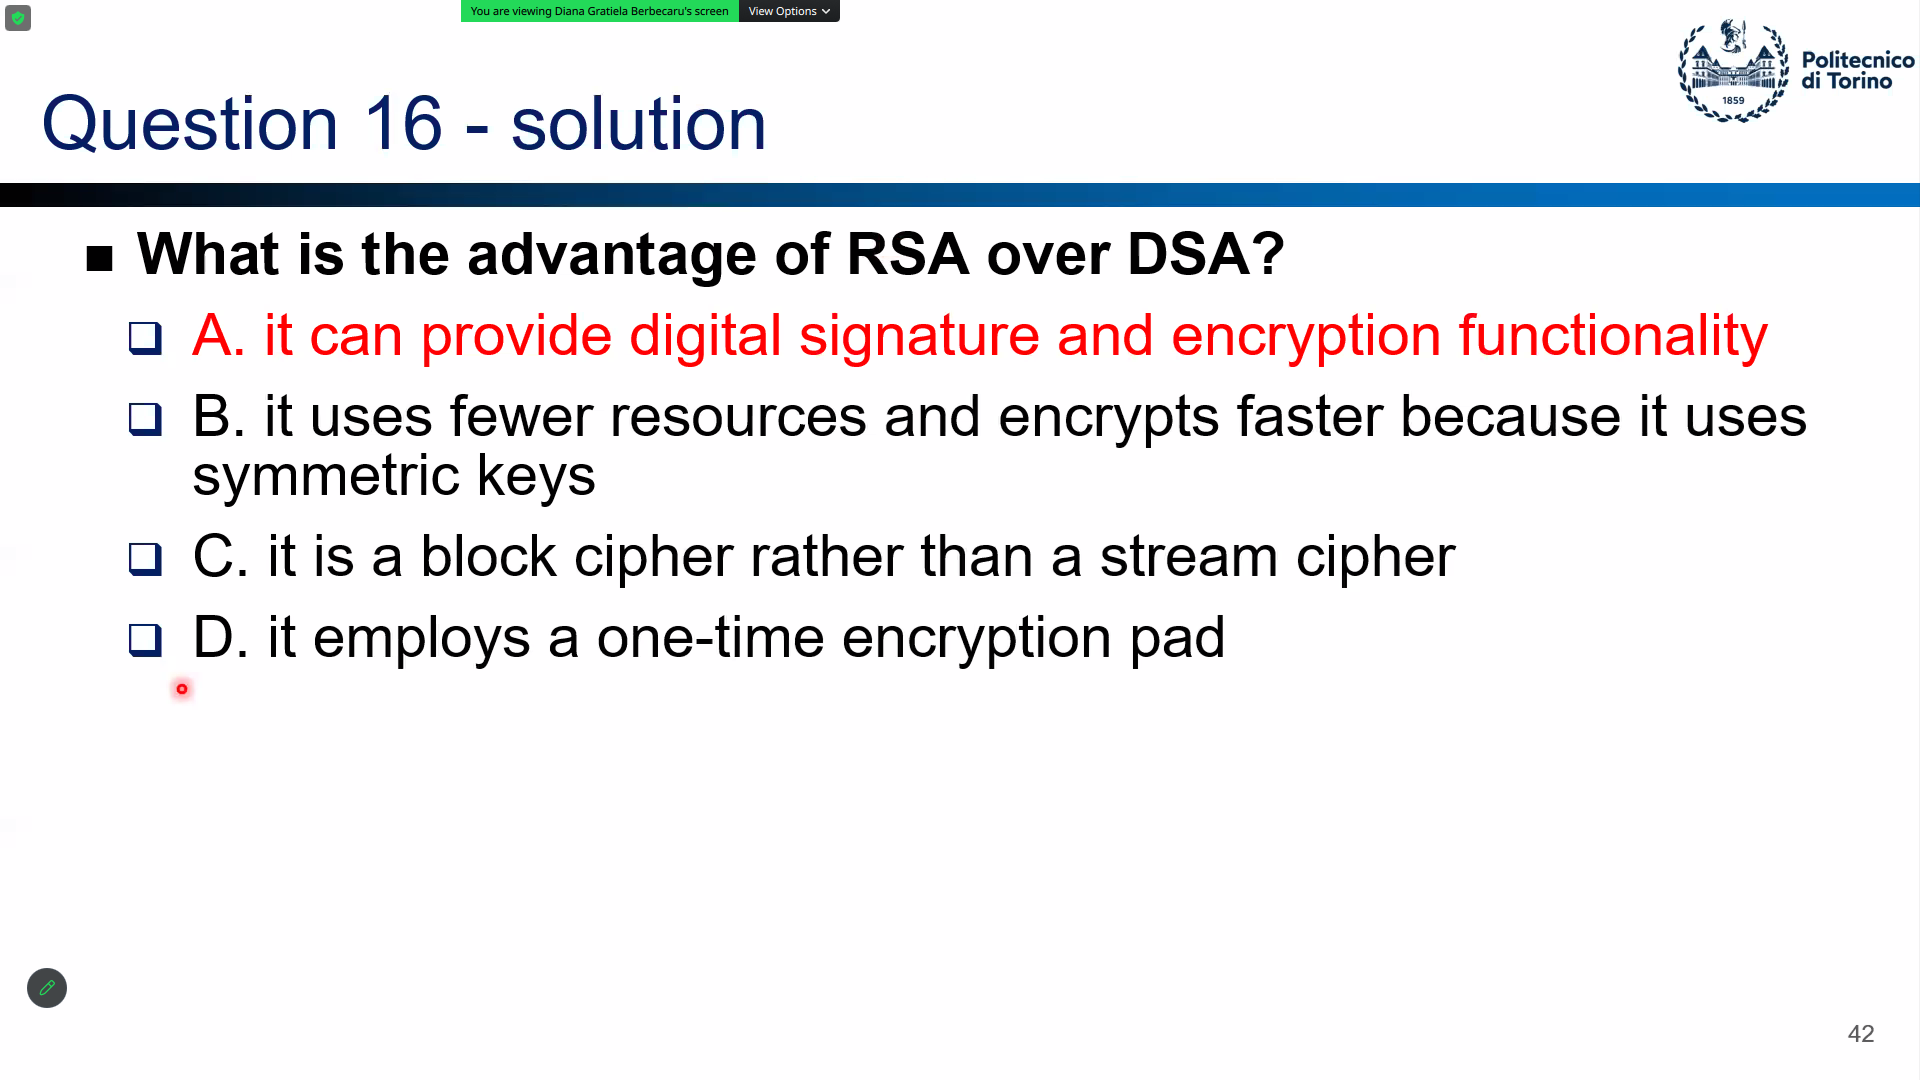 You are viewing Diana Gratiela Berbecaru's screen View Options
Politecnico
di Torino
1859
Question 16 - solution
What is the advantage of RSA over DSA?
A. it can provide digital signature and encryption functionality
B. it uses fewer resources and encrypts faster because it uses
symmetric keys
C. it is a block cipher rather than a stream cipher
D. it employs a one-time encryption pad
42